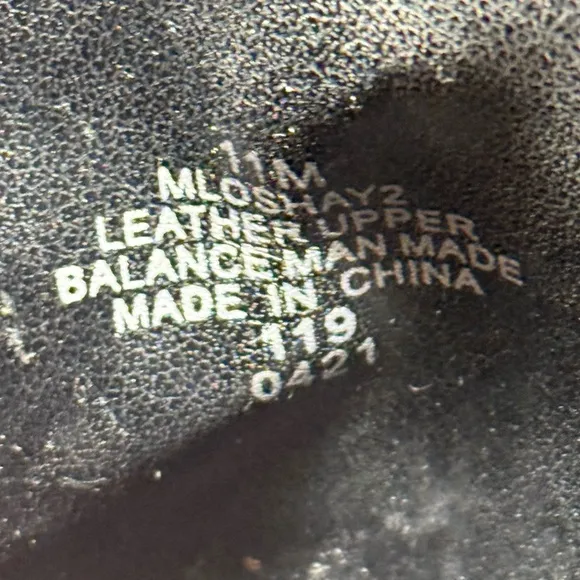 11M
MLOSHAY2
LEATHER UPPER
BALANCE MAN MADE
MADE IN CHINA
119
0421